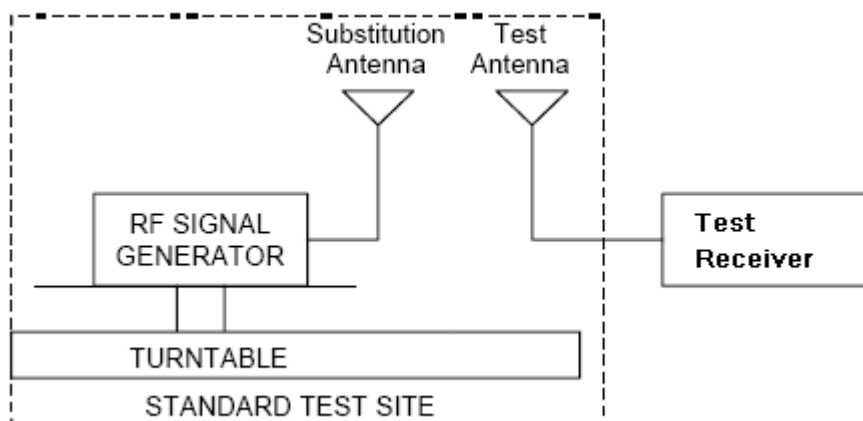 Substitution
Antenna
Test
Antenna
RF SIGNAL
GENERATOR
Test
Receiver
TURNTABLE
STANDARD TEST SITE